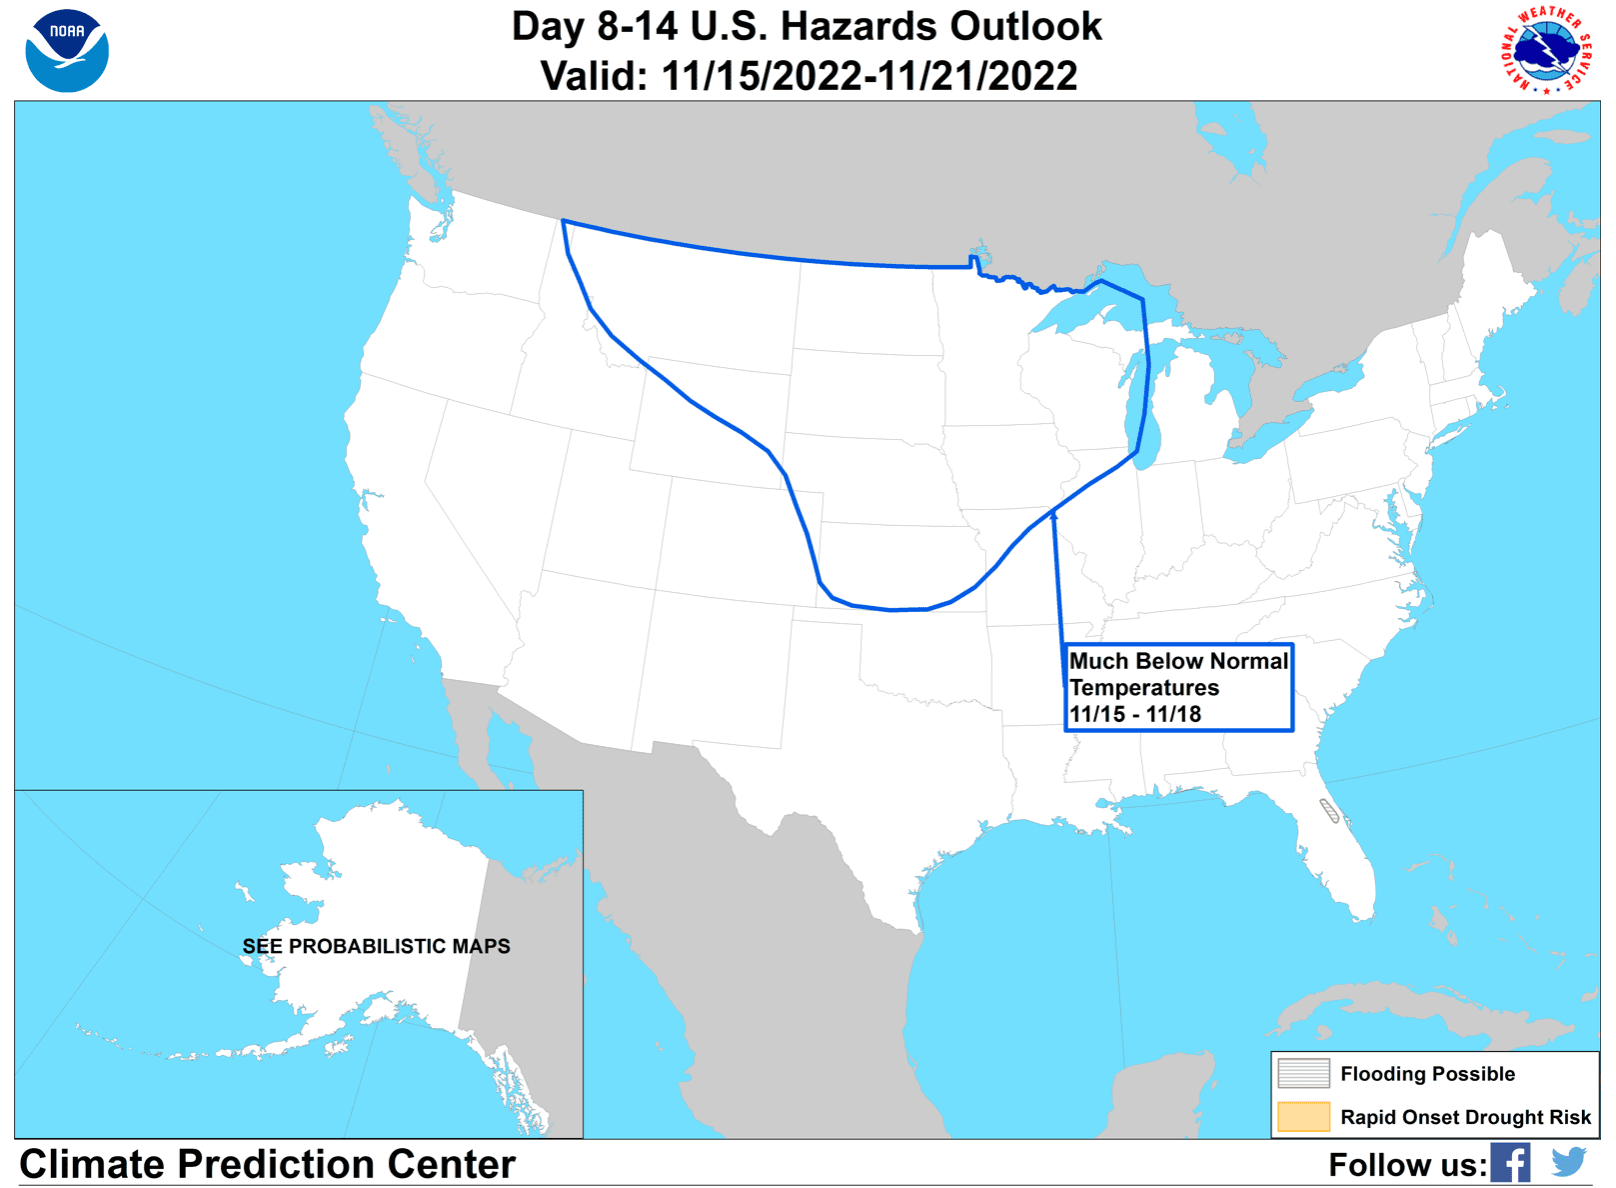 NOAA
Day 8-14 U.S. Hazards Outlook
Valid: 11/15/2022-11/21/2022
NATIONAL WEATHER SERVICE
Much Below Normal
Temperatures
11/15 - 11/18
SEE PROBABILISTIC MAPS
Flooding Possible
Rapid Onset Drought Risk
Climate Prediction Center
Follow us: